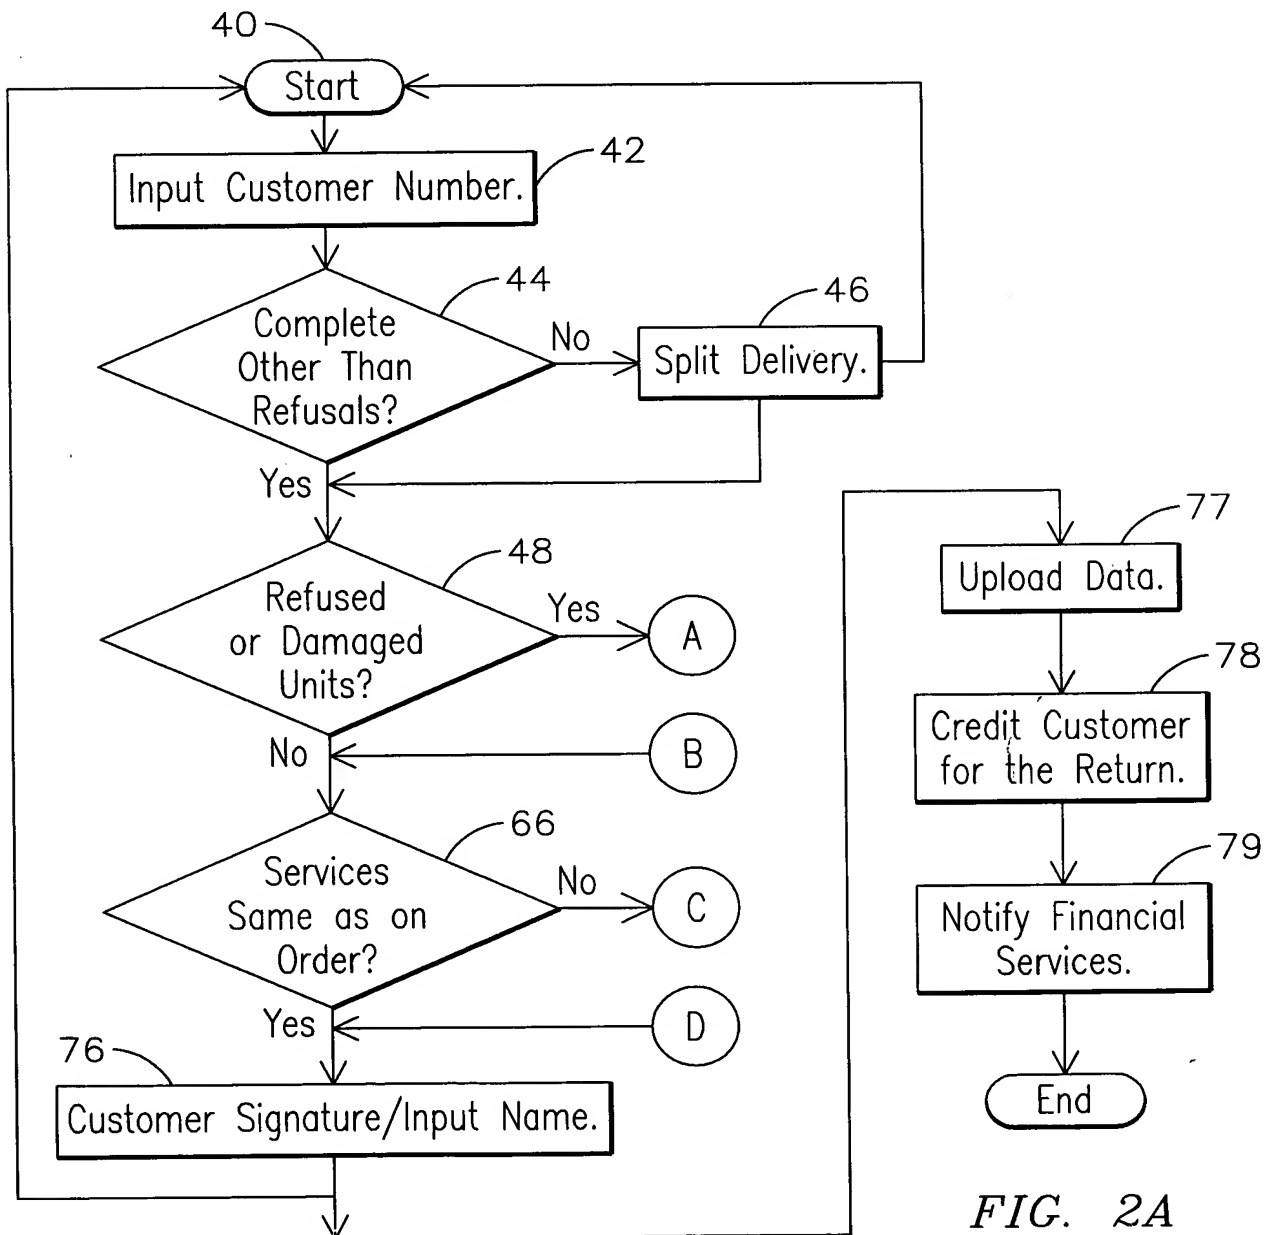 40
Start
42
Input Customer Number.
44
Complete
Other Than
Refusals?
No
46
Split Delivery.
Yes
48
Refused
or Damaged
Units?
Yes
A
No
B
66
Services
Same as on
Order?
No
C
Yes
D
76
Customer Signature/Input Name.
77
Upload Data.
78
Credit Customer
for the Return.
79
Notify Financial
Services.
End
FIG. 2A